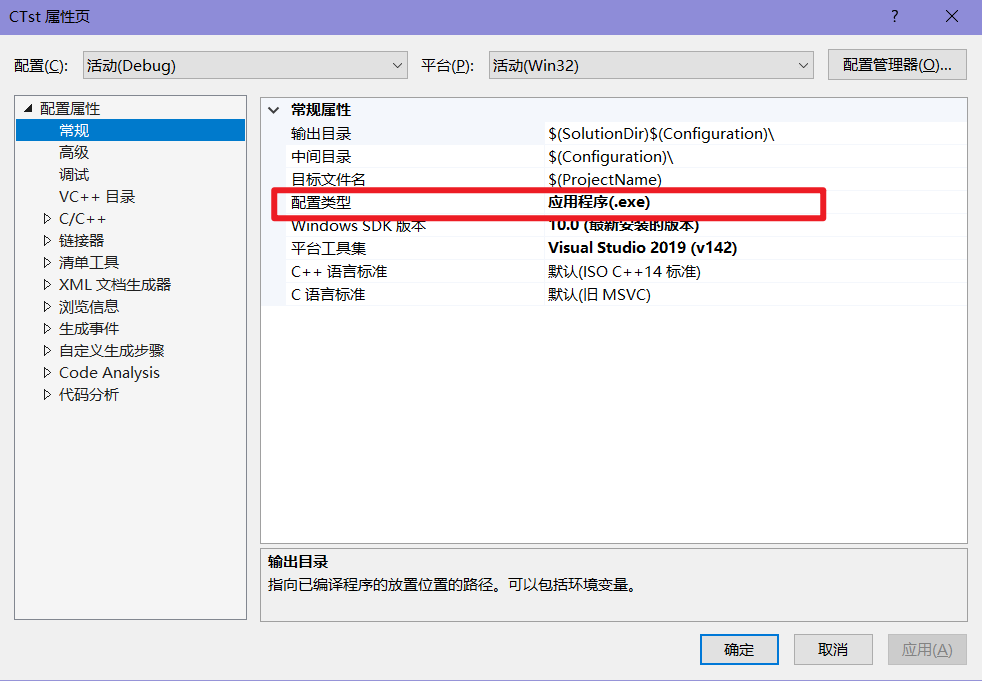 CTst 属性页
?
配置(C): 活动(Debug) 平台(P): 活动(Win32) 配置管理器(O)...
配置属性
常规
高级
调试
VC++ 目录
C/C++
链接器
清单工具
XML 文档生成器
浏览信息
生成事件
自定义生成步骤
Code Analysis
代码分析
常规属性
输出目录 $(SolutionDir)$(Configuration)\
中间目录 $(Configuration)\
目标文件名 $(ProjectName)
配置类型 应用程序(.exe)
Windows SDK 版本 10.0 (最新安装的版本)
平台工具集 Visual Studio 2019 (v142)
C++ 语言标准 默认(ISO C++14 标准)
C 语言标准 默认(旧 MSVC)
输出目录
指向已编译程序的放置位置的路径。可以包括环境变量。
确定 取消 应用(A)